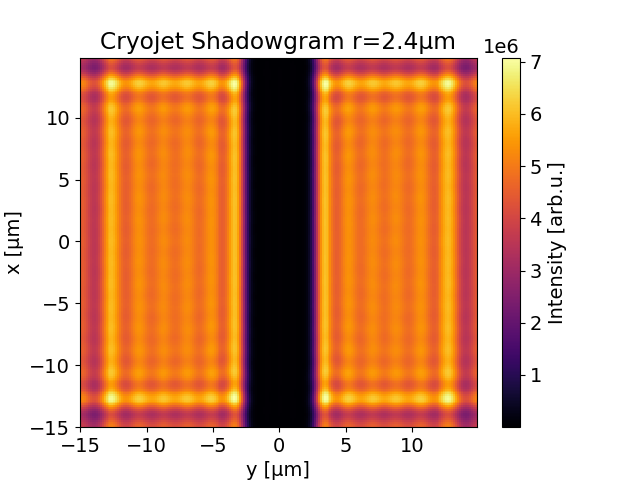 Cryojet Shadowgram r=2.4μm
1e6
7
6
5
4
3
2
1
Intensity [arb.u.]
10
5
0
−5
−10
−15
x [μm]
−15 −10 −5 0 5 10
y [μm]